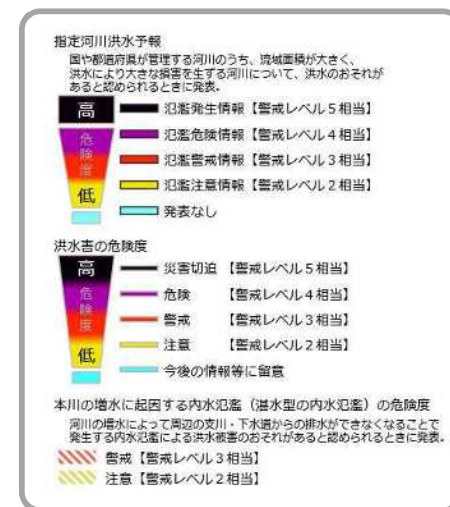 指定河川洪水予報
国や都道府県が管理する河川のうち、流域面積が大きく、
洪水により大きな損害を生する河川について、洪水のおそれが
あると認められるときに発表。
高
危険度
低
氾濫発生情報【警戒レベル5相当】
氾濫危険情報【警戒レベル4相当】
氾濫警戒情報【警戒レベル3相当】
氾濫注意情報【警戒レベル2相当】
発表なし
洪水害の危険度
高
危険度
低
災害切迫 【警戒レベル5相当】
危険 【警戒レベル4相当】
警戒 【警戒レベル3相当】
注意 【警戒レベル2相当】
今後の情報等に留意
本川の増水に起因する内水氾濫（湛水型の内水氾濫）の危険度
河川の増水によって周辺の支川・下水道からの排水ができなくなることで
発生する内水氾濫による洪水被害のおそれがあると認められるときに発表。
警戒【警戒レベル3相当】
注意【警戒レベル2相当】